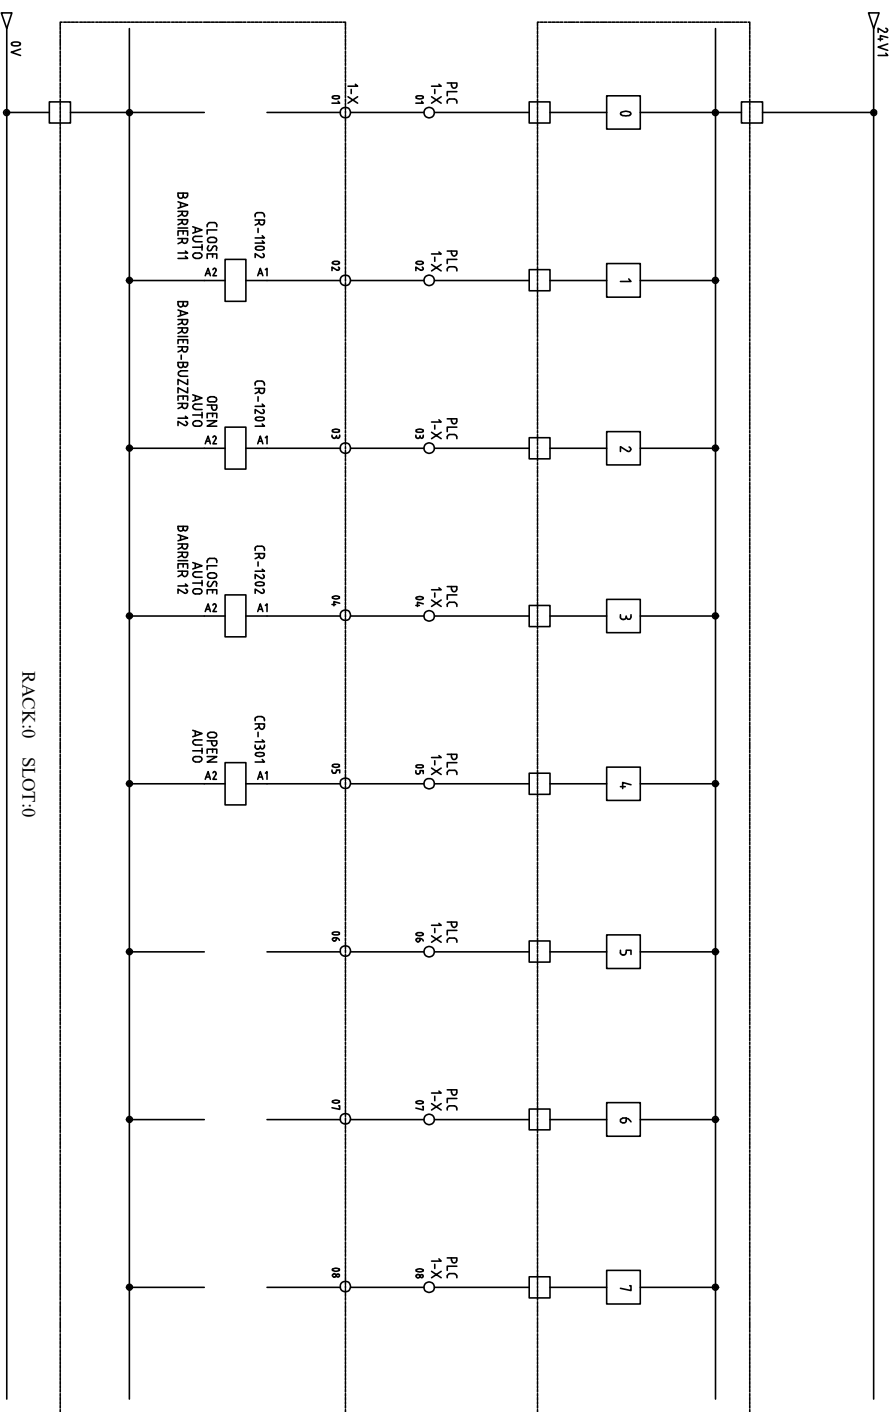 24V1
0
1
2
3
4
5
6
7
PLC
1-X
01
PLC
1-X
02
PLC
1-X
03
PLC
1-X
04
PLC
1-X
05
PLC
1-X
06
PLC
1-X
07
PLC
1-X
08
1-X
01
02
03
04
05
06
07
08
CR-1102
A1
A2
CLOSE
AUTO
BARRIER 11
CR-1201
A1
A2
OPEN
AUTO
BARRIER-BUZZER 12
CR-1202
A1
A2
CLOSE
AUTO
BARRIER 12
CR-1301
A1
A2
OPEN
AUTO
RACK:0 SLOT:0
0V